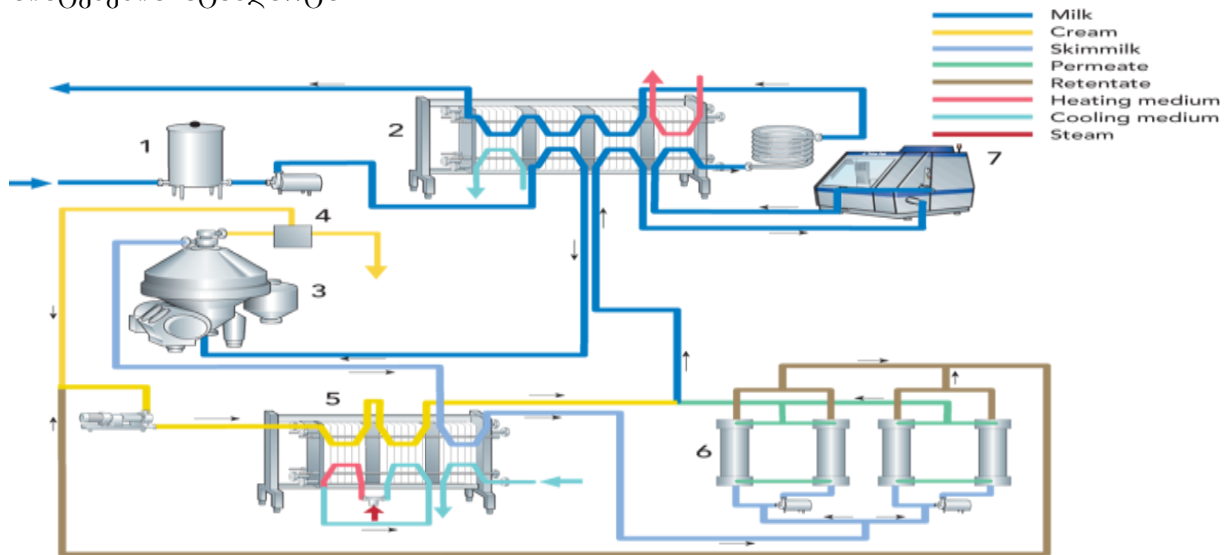 Milk
Cream
Skimmilk
Permeate
Retentate
Heating medium
Cooling medium
Steam
1
2
7
4
3
5
6